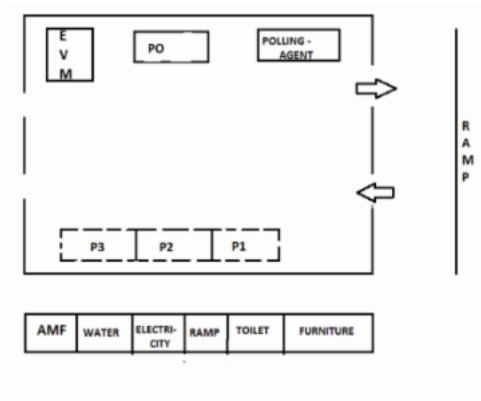 E
V
M
PO
POLLING -
AGENT
R
A
M
P
P3 P2 P1
AMF WATER ELECTRI- RAMP TOILET FURNITURE
CITY